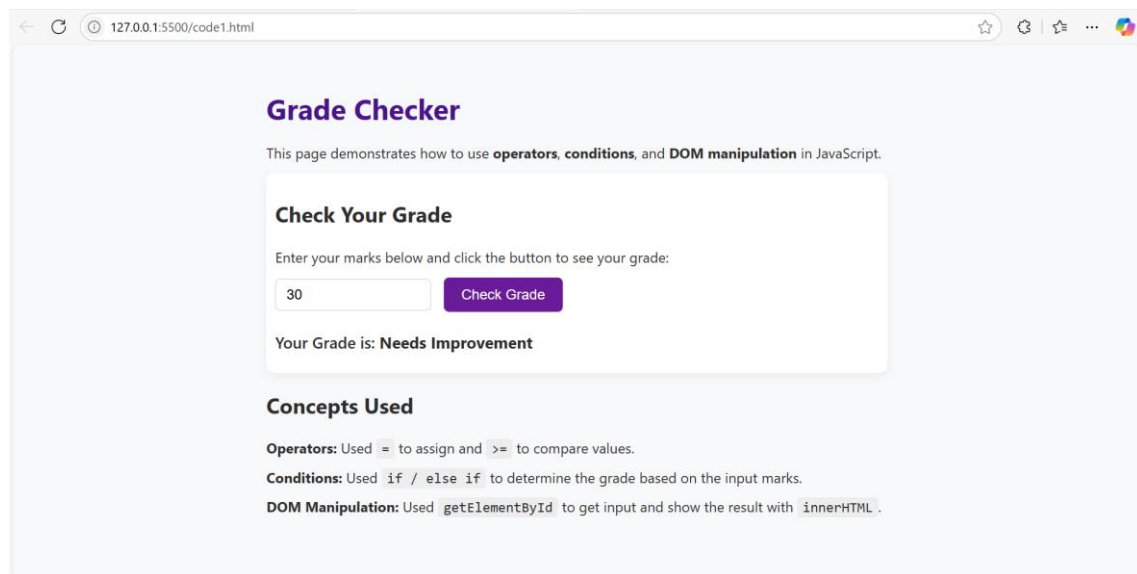 127.0.0.1:5500/code1.html
Grade Checker
This page demonstrates how to use operators, conditions, and DOM manipulation in JavaScript.
Check Your Grade
Enter your marks below and click the button to see your grade:
30 Check Grade
Your Grade is: Needs Improvement
Concepts Used
Operators: Used = to assign and >= to compare values.
Conditions: Used if / else if to determine the grade based on the input marks.
DOM Manipulation: Used getElementById to get input and show the result with innerHTML .